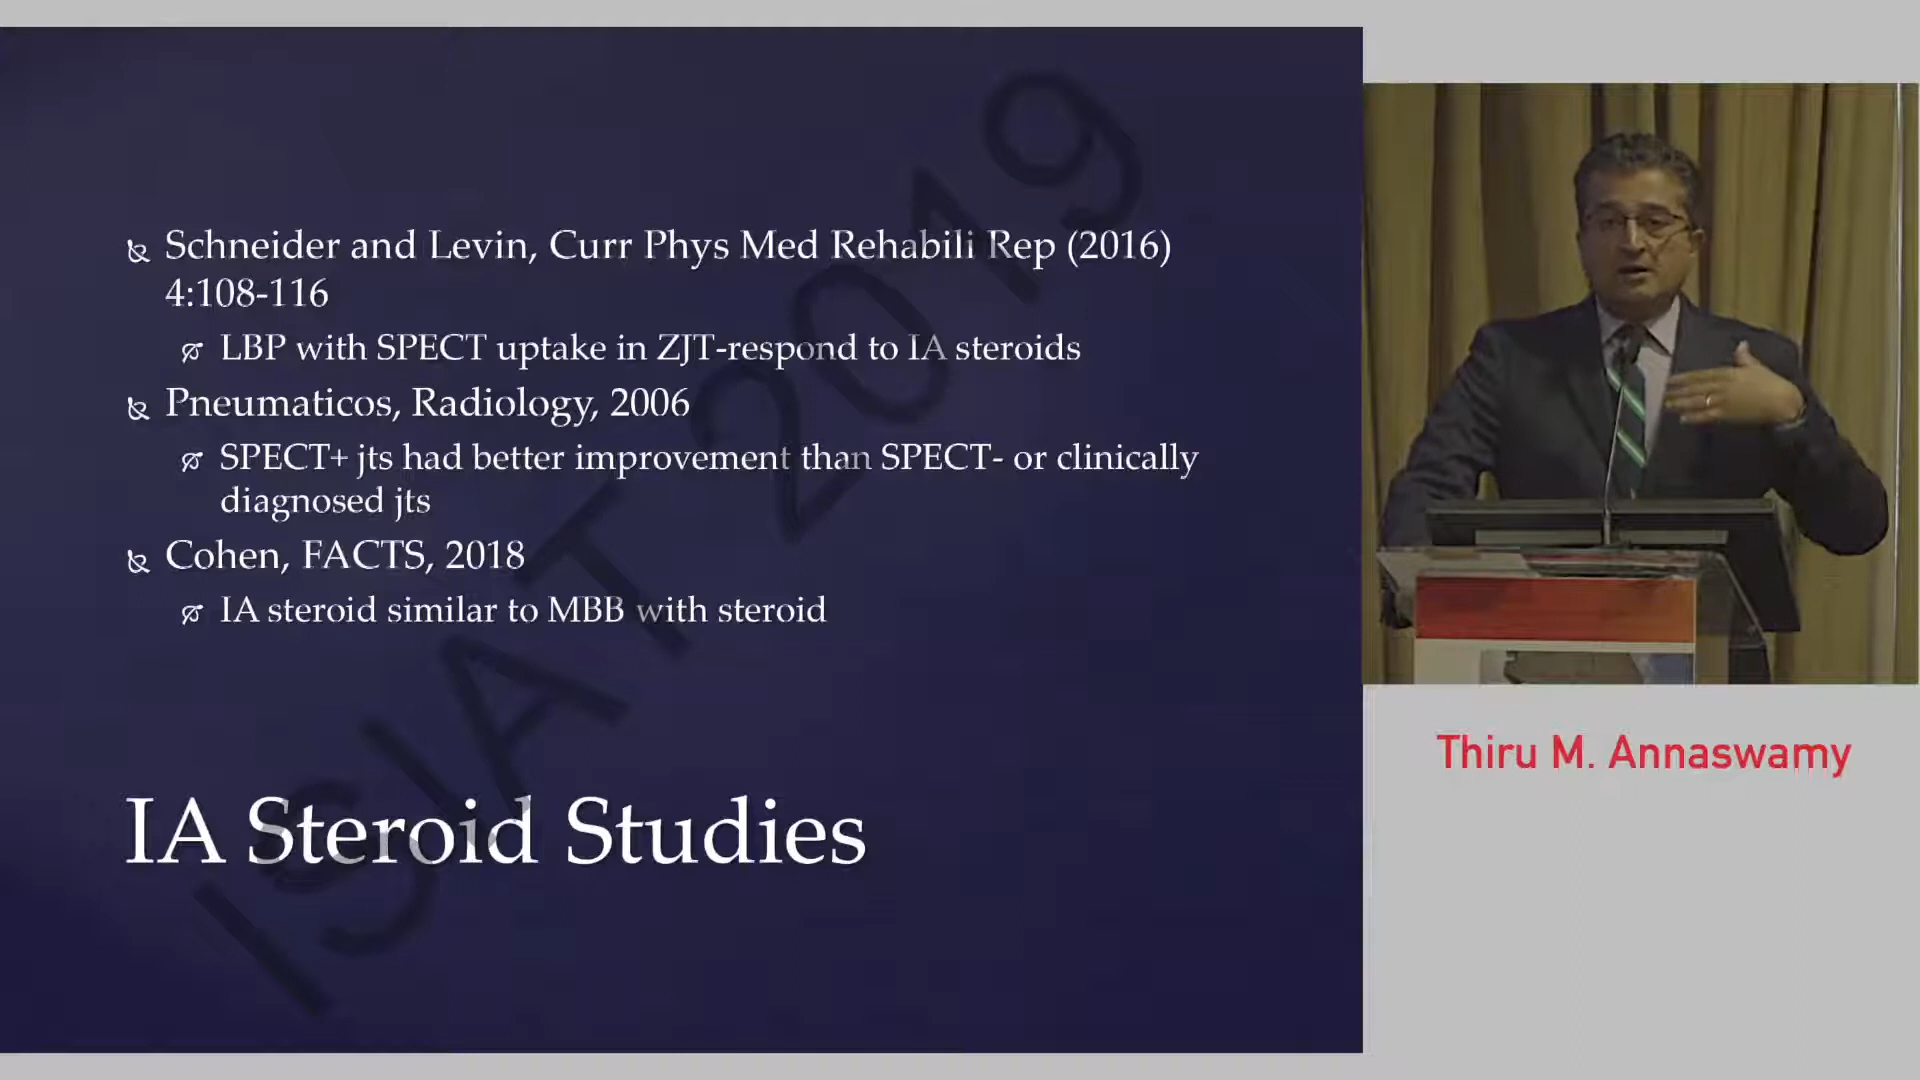 Schneider and Levin, Curr Phys Med Rehabili Rep (2016)
4:108-116
LBP with SPECT uptake in ZJT-respond to IA steroids
Pneumaticos, Radiology, 2006
SPECT+ jts had better improvement than SPECT- or clinically
diagnosed jts
Cohen, FACTS, 2018
IA steroid similar to MBB with steroid
IA Steroid Studies
ISIAT 2019
Thiru M. Annaswamy